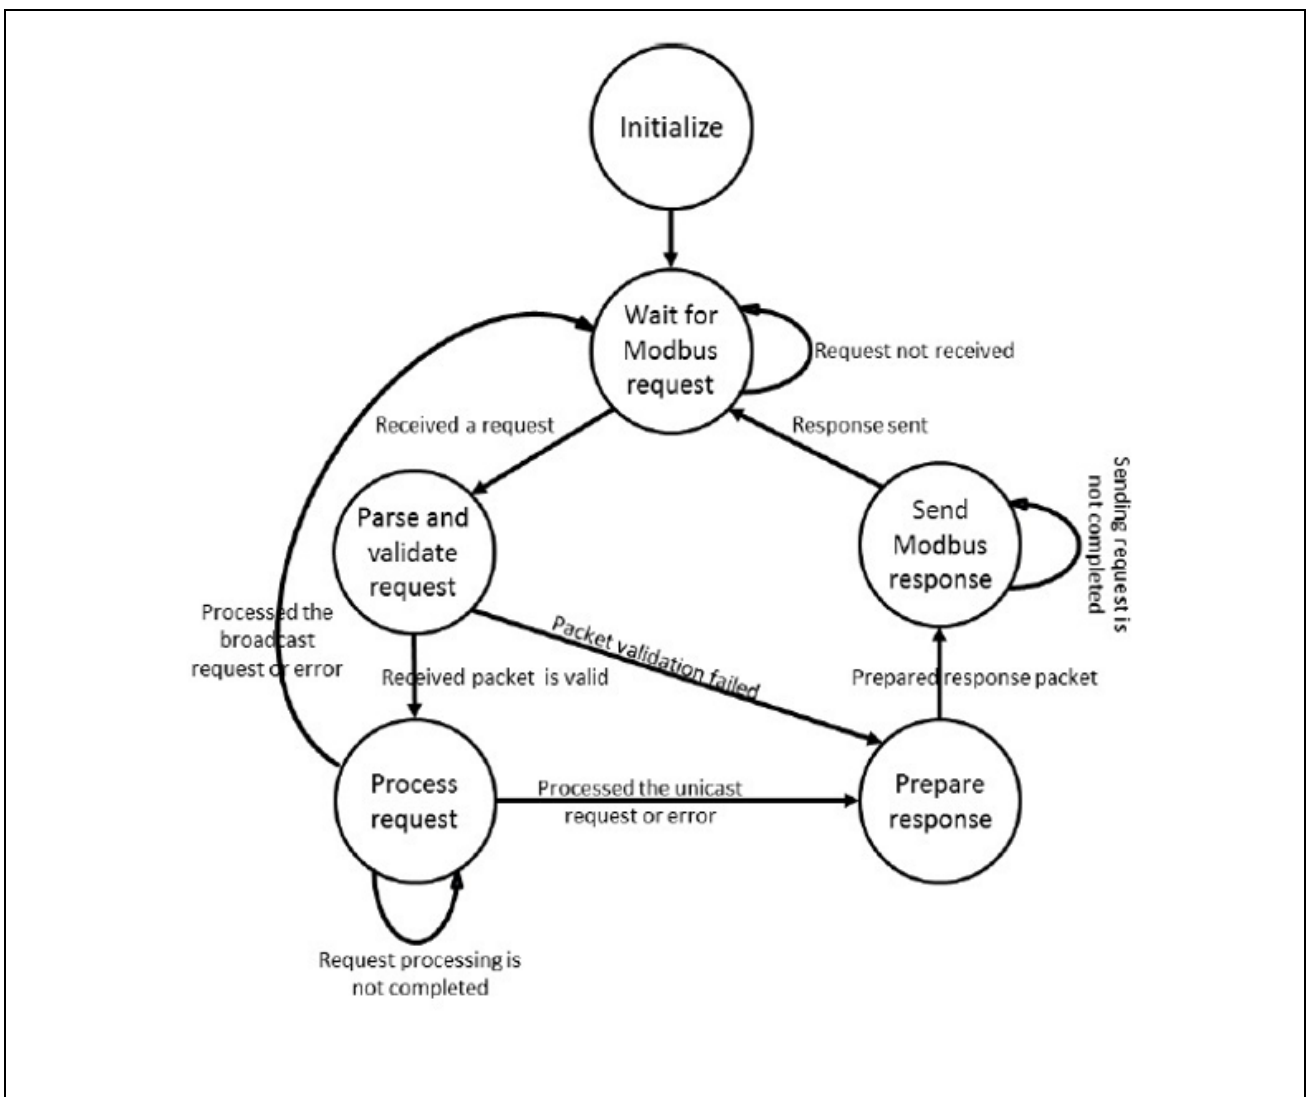 Initialize
Wait for
Modbus
request
Request not received
Received a request
Response sent
Parse and
validate
request
Send
Modbus
response
Sending request is
not completed
Processed the
broadcast
request or error
Received packet is valid
Packet validation failed
Prepared response packet
Process
request
Processed the unicast
request or error
Prepare
response
Request processing is
not completed